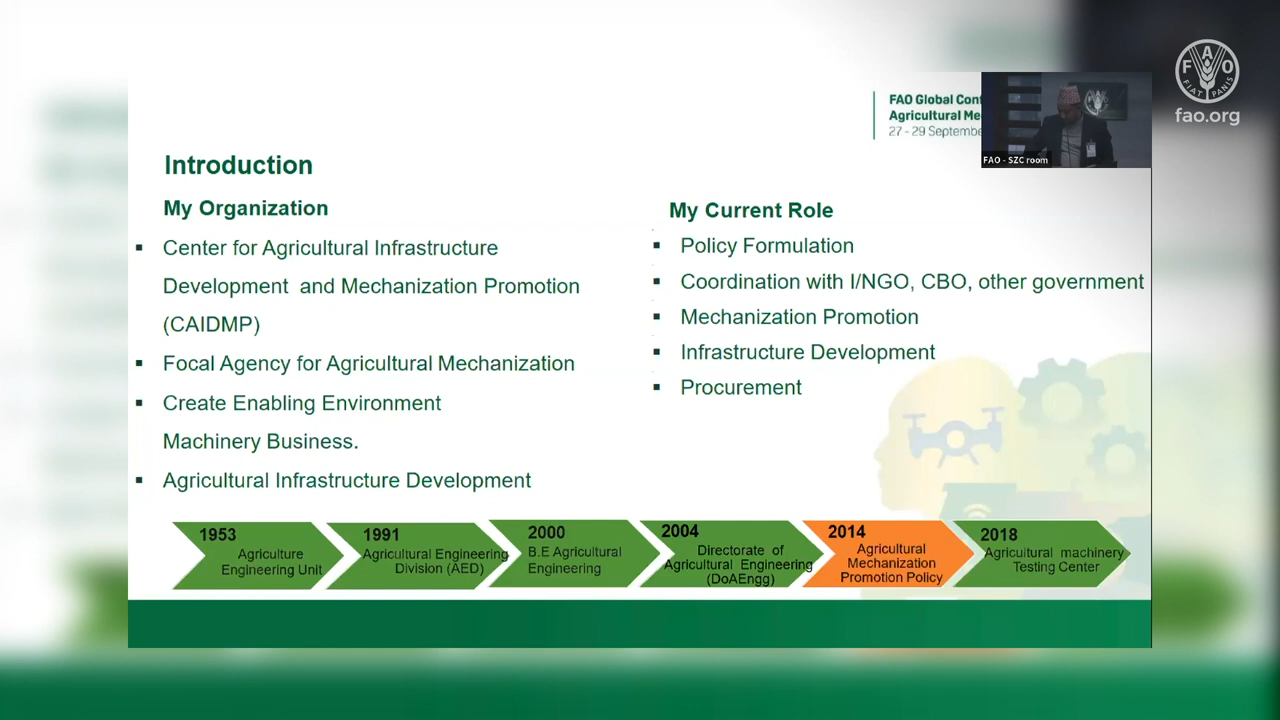 FAO Global Con
Agricultural Me
27 - 29 Septembe
FAO - SZC room
F A O
FIAT PANIS
fao.org
Introduction
My Organization
▪ Center for Agricultural Infrastructure
Development and Mechanization Promotion
(CAIDMP)
▪ Focal Agency for Agricultural Mechanization
▪ Create Enabling Environment
Machinery Business.
▪ Agricultural Infrastructure Development
My Current Role
▪ Policy Formulation
▪ Coordination with I/NGO, CBO, other government
▪ Mechanization Promotion
▪ Infrastructure Development
▪ Procurement
1953
Agriculture
Engineering Unit
1991
Agricultural Engineering
Division (AED)
2000
B.E Agricultural
Engineering
2004
Directorate of
Agricultural Engineering
(DoAEngg)
2014
Agricultural
Mechanization
Promotion Policy
2018
Agricultural machinery
Testing Center